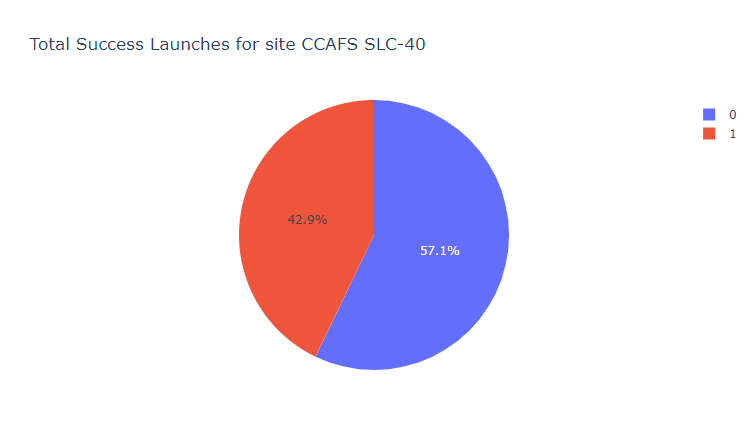 Total Success Launches for site CCAFS SLC-40
0
1
42.9%
57.1%